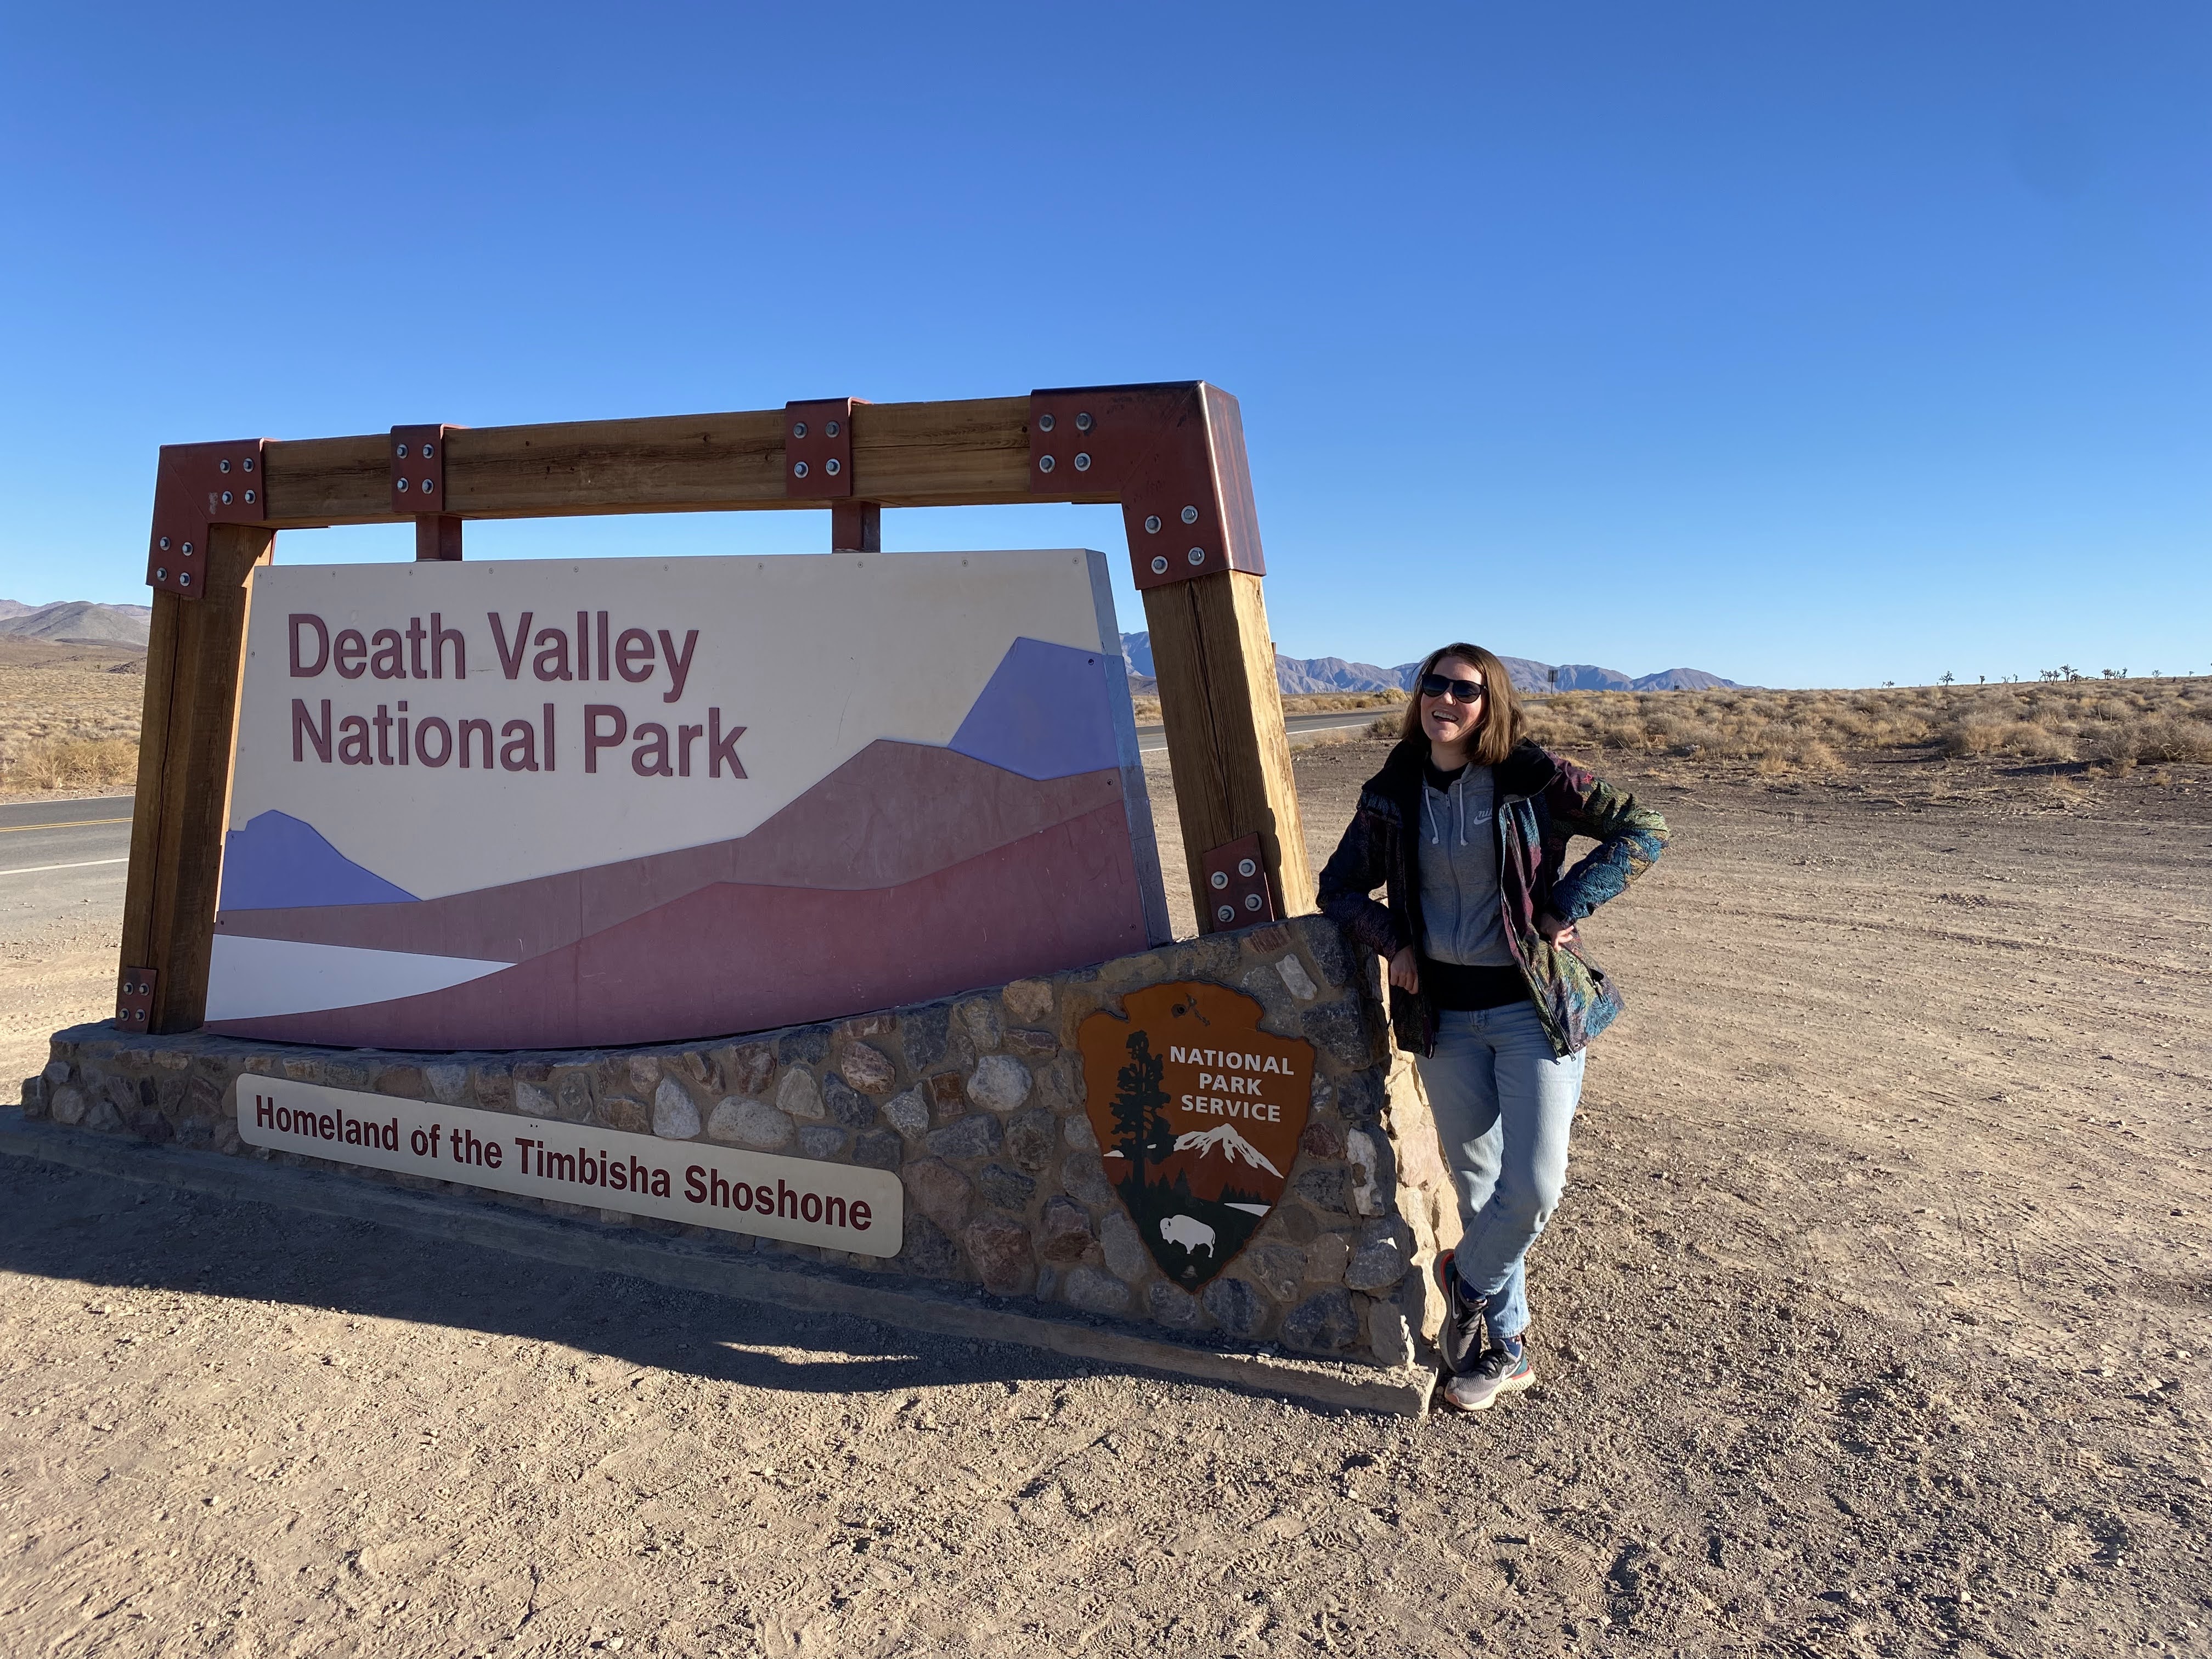 Death Valley
National Park
Homeland of the Timbisha Shoshone
NATIONAL
PARK
SERVICE